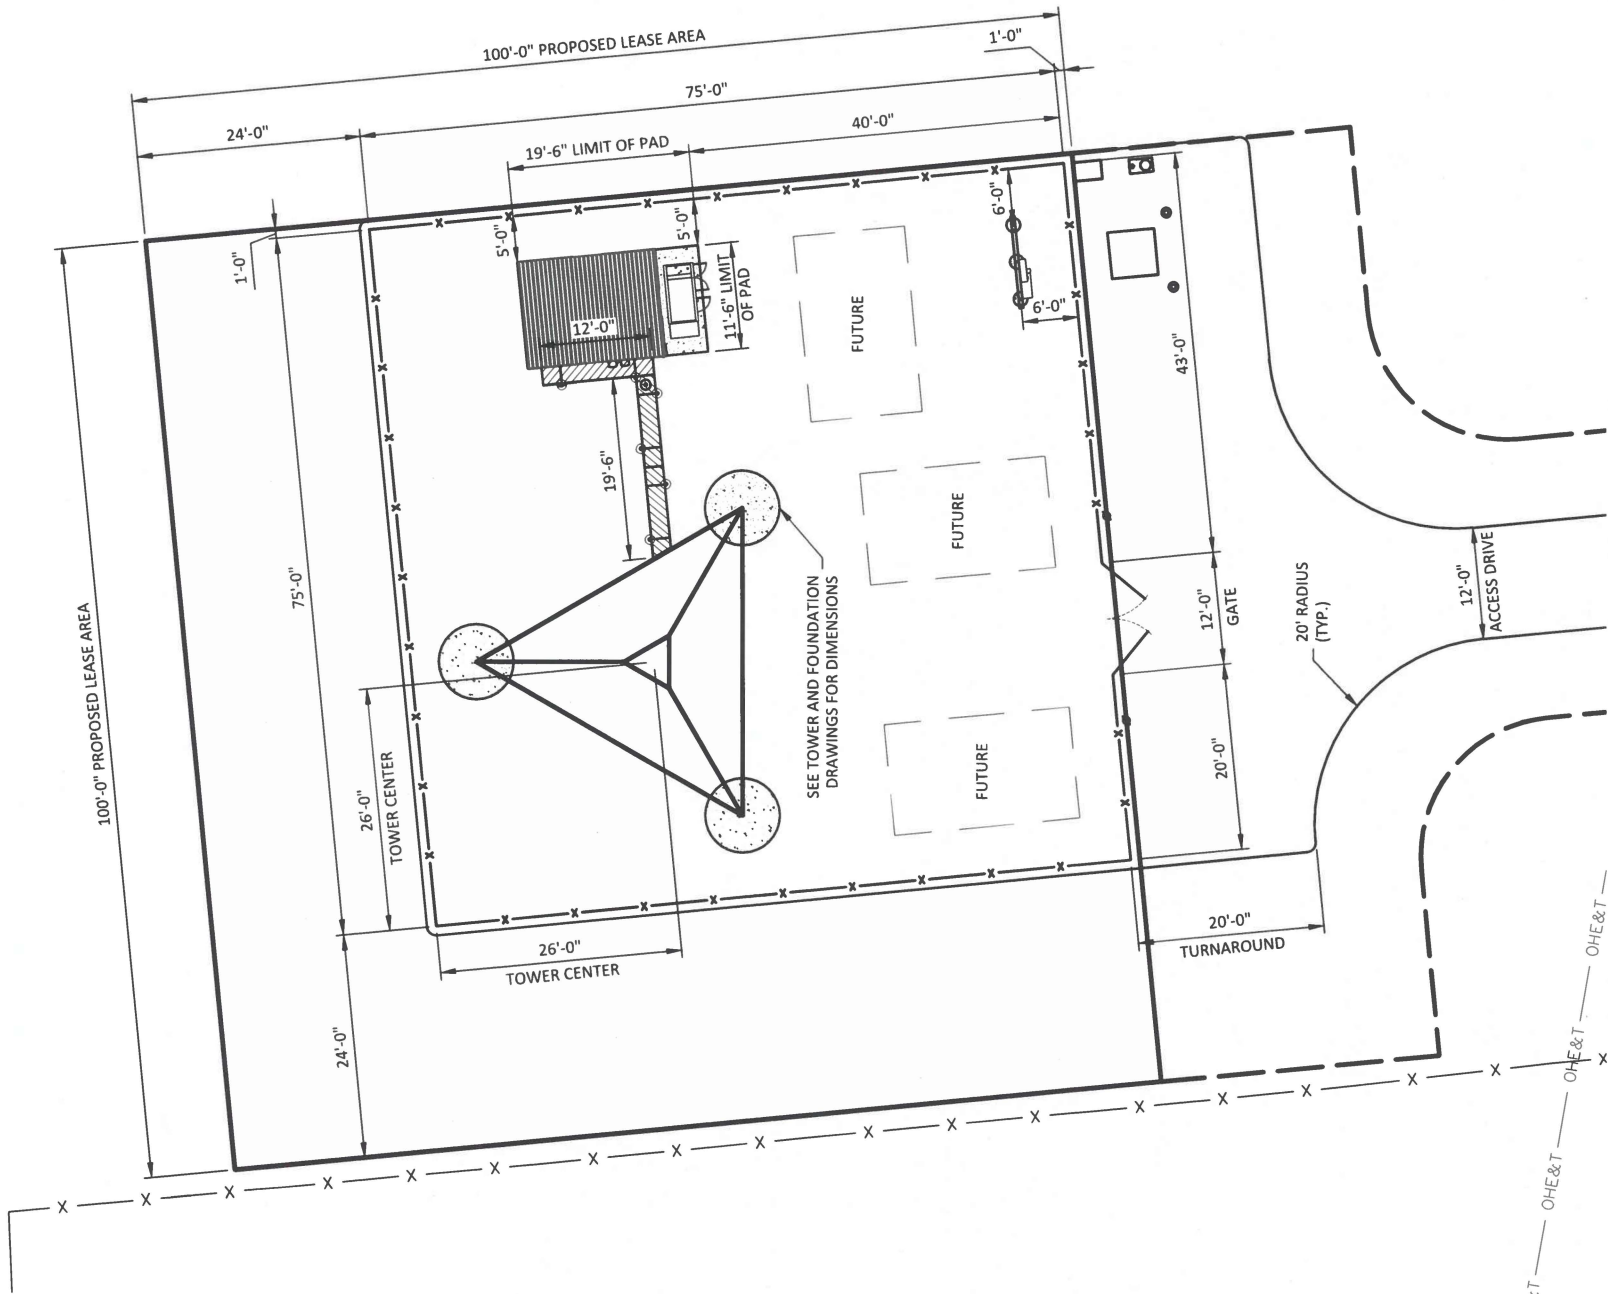 100'-0" PROPOSED LEASE AREA
1'-0"
75'-0"
24'-0"
40'-0"
19'-6" LIMIT OF PAD
1'-0"
5'-0"
5'-0"
6'-0"
11'-6" LIMIT
OF PAD
12'-0"
6'-0"
FUTURE
43'-0"
19'-6"
FUTURE
100'-0" PROPOSED LEASE AREA
75'-0"
SEE TOWER AND FOUNDATION
DRAWINGS FOR DIMENSIONS
12'-0"
GATE
20' RADIUS
(TYP.)
12'-0"
ACCESS DRIVE
26'-0"
TOWER CENTER
FUTURE
20'-0"
26'-0"
TOWER CENTER
20'-0"
TURNAROUND
24'-0"
X X X X X X X X X X X X X X X X X X
OHE&T
OHE&T
OHE&T